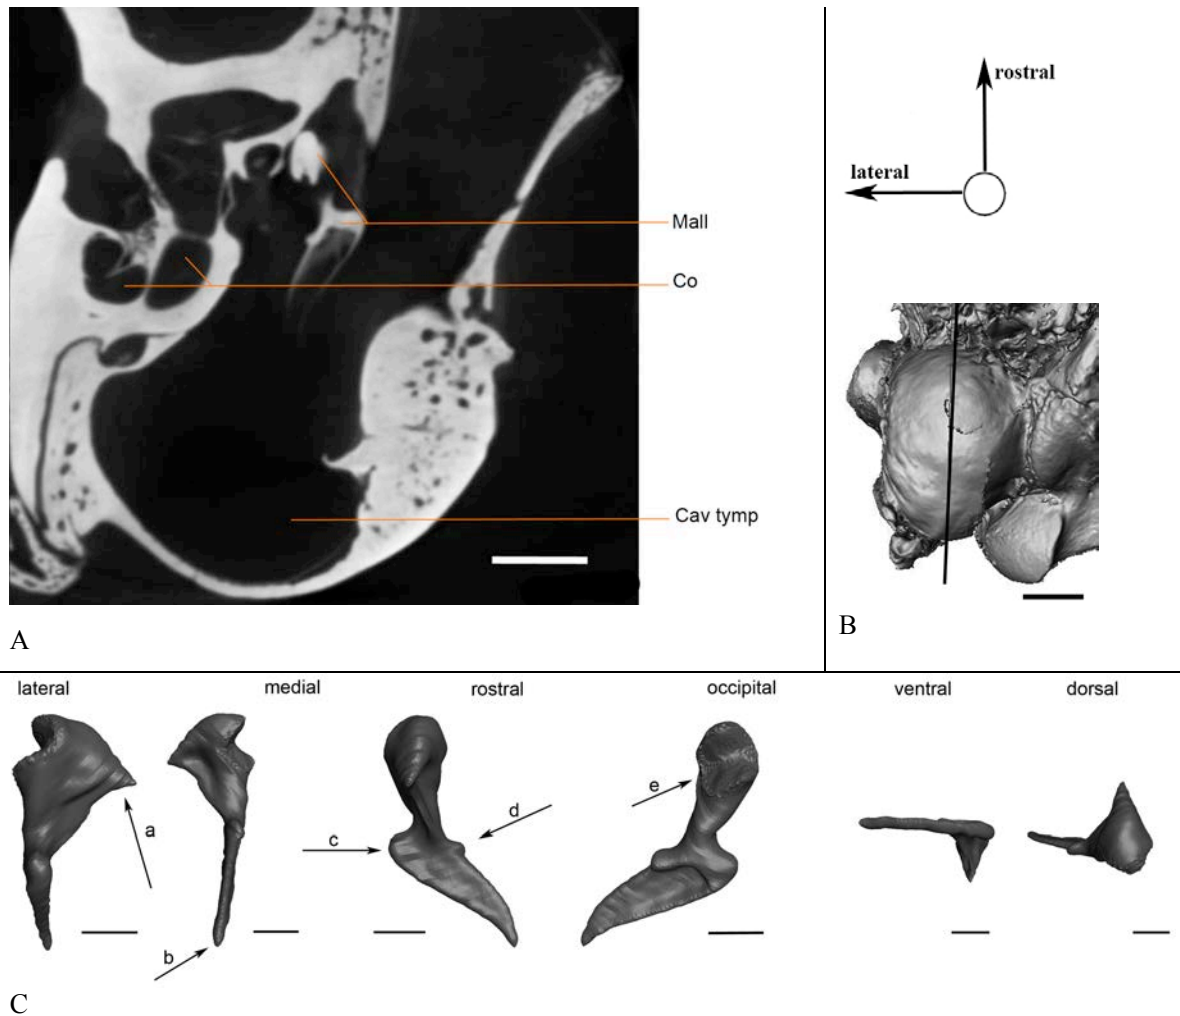 Mall
Co
Cav tymp
A
rostral
lateral
B
lateral medial rostral occipital ventral dorsal
a
b
c
d
e
C